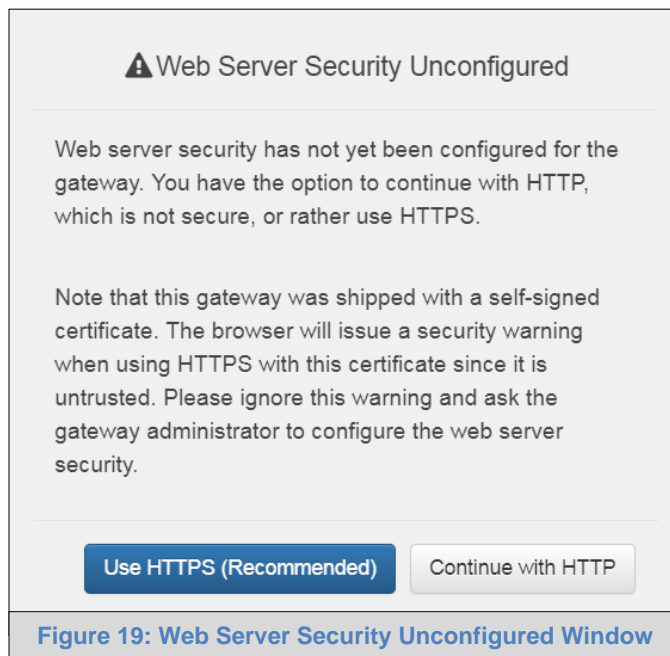 Web Server Security Unconfigured
Web server security has not yet been configured for the
gateway. You have the option to continue with HTTP,
which is not secure, or rather use HTTPS.
Note that this gateway was shipped with a self-signed
certificate. The browser will issue a security warning
when using HTTPS with this certificate since it is
untrusted. Please ignore this warning and ask the
gateway administrator to configure the web server
security.
Use HTTPS (Recommended) Continue with HTTP
Figure 19: Web Server Security Unconfigured Window